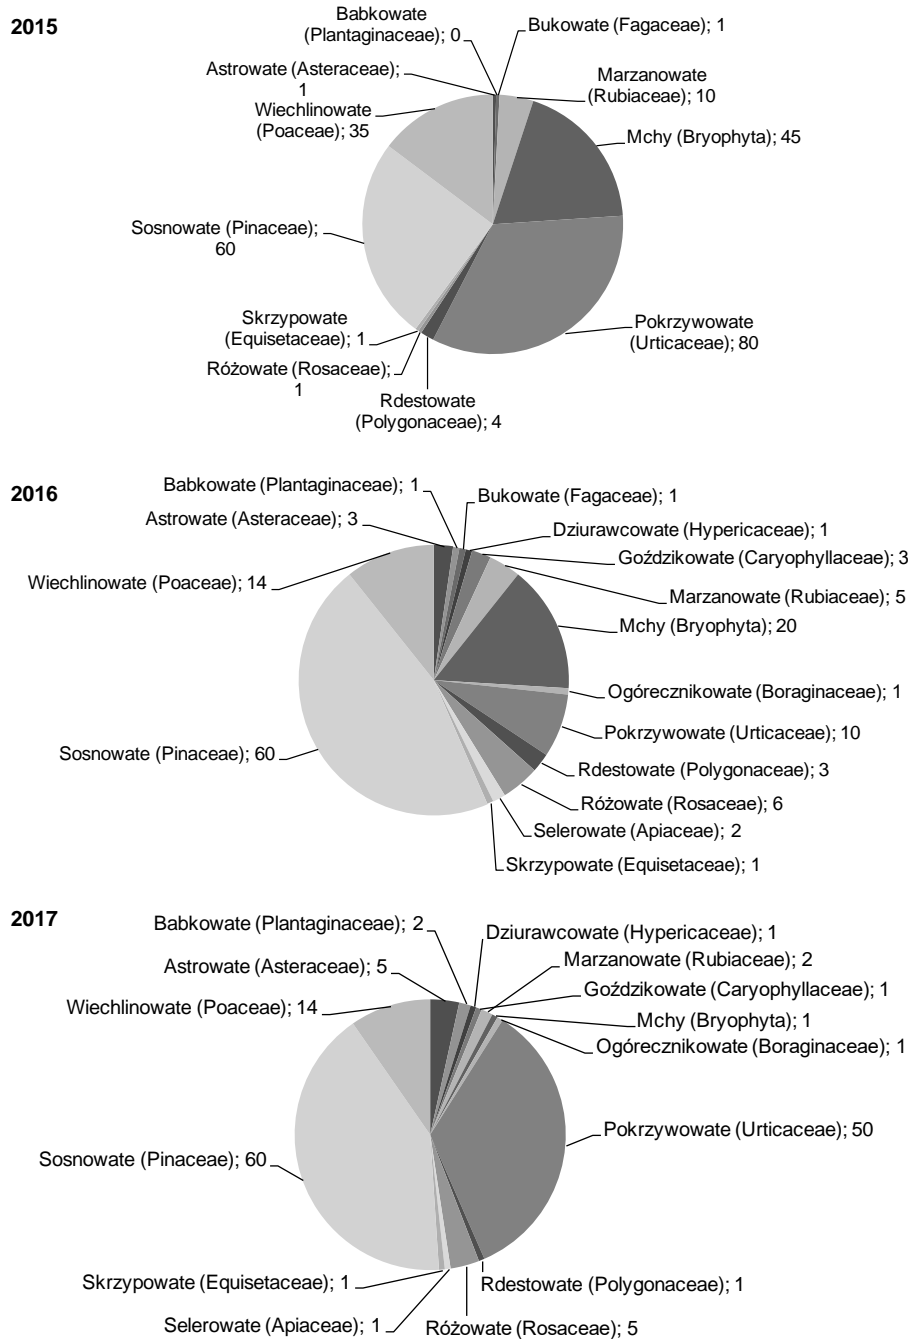 2015
Babkowate
(Plantaginaceae); 0
Bukowate (Fagaceae); 1
Astrowate (Asteraceae);
1
Marzanowate
(Rubiaceae); 10
Wiechlinowate
(Poaceae); 35
Mchy (Bryophyta); 45
Sosnowate (Pinaceae);
60
Skrzypowate
(Equisetaceae); 1
Pokrzywowate
(Urticaceae); 80
Różowate (Rosaceae);
1
Rdestowate
(Polygonaceae); 4
2016
Babkowate (Plantaginaceae); 1
Bukowate (Fagaceae); 1
Astrowate (Asteraceae); 3
Dziurawcowate (Hypericaceae); 1
Goździkowate (Caryophyllaceae); 3
Wiechlinowate (Poaceae); 14
Marzanowate (Rubiaceae); 5
Mchy (Bryophyta); 20
Ogórecznikowate (Boraginaceae); 1
Pokrzywowate (Urticaceae); 10
Sosnowate (Pinaceae); 60
Rdestowate (Polygonaceae); 3
Różowate (Rosaceae); 6
Selerowate (Apiaceae); 2
Skrzypowate (Equisetaceae); 1
2017
Babkowate (Plantaginaceae); 2
Dziurawcowate (Hypericaceae); 1
Astrowate (Asteraceae); 5
Marzanowate (Rubiaceae); 2
Goździkowate (Caryophyllaceae); 1
Wiechlinowate (Poaceae); 14
Mchy (Bryophyta); 1
Ogórecznikowate (Boraginaceae); 1
Pokrzywowate (Urticaceae); 50
Sosnowate (Pinaceae); 60
Skrzypowate (Equisetaceae); 1
Rdestowate (Polygonaceae); 1
Selerowate (Apiaceae); 1
Różowate (Rosaceae); 5